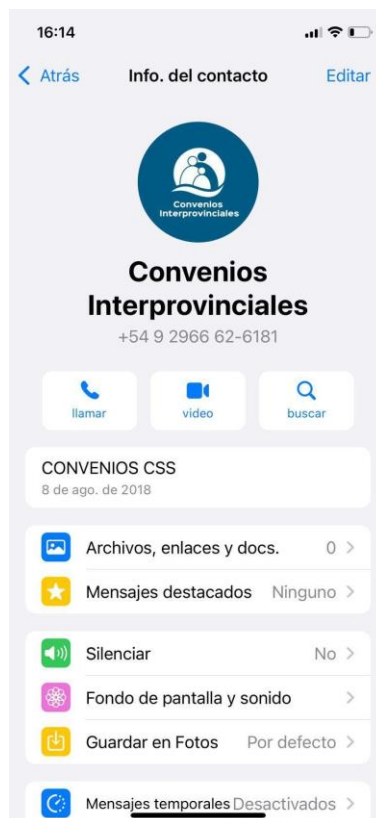 16:14
Atrás
Info. del contacto
Editar
Convenios
Interprovinciales
Convenios
Interprovinciales
+54 9 2966 62-6181
llamar
video
buscar
CONVENIOS CSS
8 de ago. de 2018
Archivos, enlaces y docs.
0
Mensajes destacados
Ninguno
Silenciar
No
Fondo de pantalla y sonido
Guardar en Fotos
Por defecto
Mensajes temporales
Desactivados